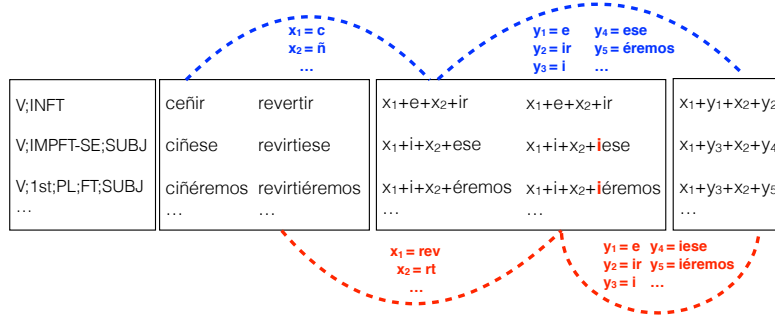 x₁ = c
x₂ = ñ
...
y₁ = e y₄ = ese
y₂ = ir y₅ = éremos
y₃ = i ...
V;INFT ceñir revertir x₁+e+x₂+ir x₁+e+x₂+ir x₁+y₁+x₂+y₂
V;IMPFT-SE;SUBJ ciñese revirtiese x₁+i+x₂+ese x₁+i+x₂+iese x₁+y₃+x₂+y₄
V;1st;PL;FT;SUBJ ciñéremos revirtiéremos x₁+i+x₂+éremos x₁+i+x₂+iéremos x₁+y₃+x₂+y₅
... ... ... ... ... ...
x₁ = rev
x₂ = rt
...
y₁ = e y₄ = iese
y₂ = ir y₅ = iéremos
y₃ = i ...